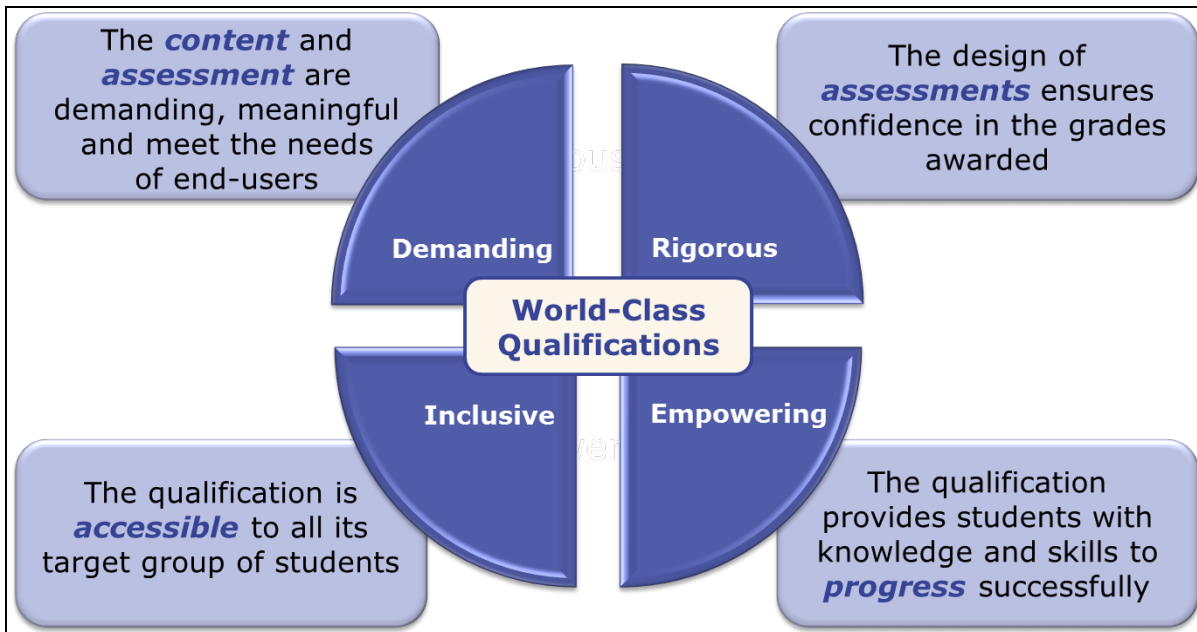 The content and
assessment are
demanding, meaningful
and meet the needs
of end-users
The design of
assessments ensures
confidence in the grades
awarded
Demanding
Rigorous
World-Class
Qualifications
Inclusive
Empowering
The qualification is
accessible to all its
target group of students
The qualification
provides students with
knowledge and skills to
progress successfully